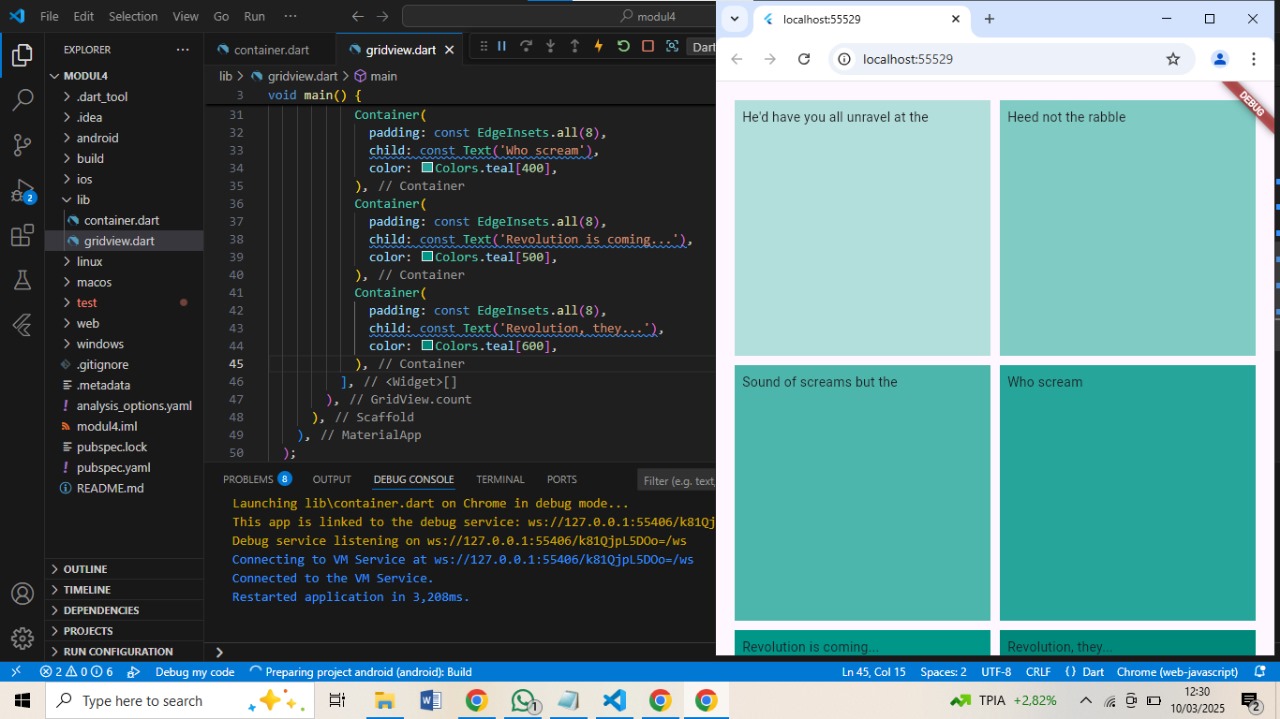 File Edit Selection View Go Run ··· modul4
EXPLORER ···
MODUL4
.dart_tool
.idea
android
build
ios
lib
container.dart
gridview.dart
linux
macos
test
web
windows
.gitignore
.metadata
analysis_options.yaml
modul4.iml
pubspec.lock
pubspec.yaml
README.md
OUTLINE
TIMELINE
DEPENDENCIES
PROJECTS
RUN CONFIGURATION
2
container.dart gridview.dart Dart
lib > gridview.dart > main
3 void main() {
31 Container(
32 padding: const EdgeInsets.all(8),
33 child: const Text('Who scream'),
34 color: Colors.teal[400],
35 ), // Container
36 Container(
37 padding: const EdgeInsets.all(8),
38 child: const Text('Revolution is coming...'),
39 color: Colors.teal[500],
40 ), // Container
41 Container(
42 padding: const EdgeInsets.all(8),
43 child: const Text('Revolution, they...'),
44 color: Colors.teal[600],
45 ), // Container
46 ], // <Widget>[]
47 ), // GridView.count
48 ), // Scaffold
49 ), // MaterialApp
50 );
PROBLEMS 8 OUTPUT DEBUG CONSOLE TERMINAL PORTS Filter (e.g. text,
Launching lib\container.dart on Chrome in debug mode...
This app is linked to the debug service: ws://127.0.0.1:55406/k81Qj
Debug service listening on ws://127.0.0.1:55406/k81QjpL5DOo=/ws
Connecting to VM Service at ws://127.0.0.1:55406/k81QjpL5DOo=/ws
Connected to the VM Service.
Restarted application in 3,208ms.
localhost:55529
localhost:55529
DEBUG
He'd have you all unravel at the
Heed not the rabble
Sound of screams but the
Who scream
Revolution is coming...
Revolution, they...
2 0 6 Debug my code Preparing project android (android): Build Ln 45, Col 15 Spaces: 2 UTF-8 CRLF {} Dart Chrome (web-javascript)
Type here to search 1 TPIA +2,82% 12:30
10/03/2025 2